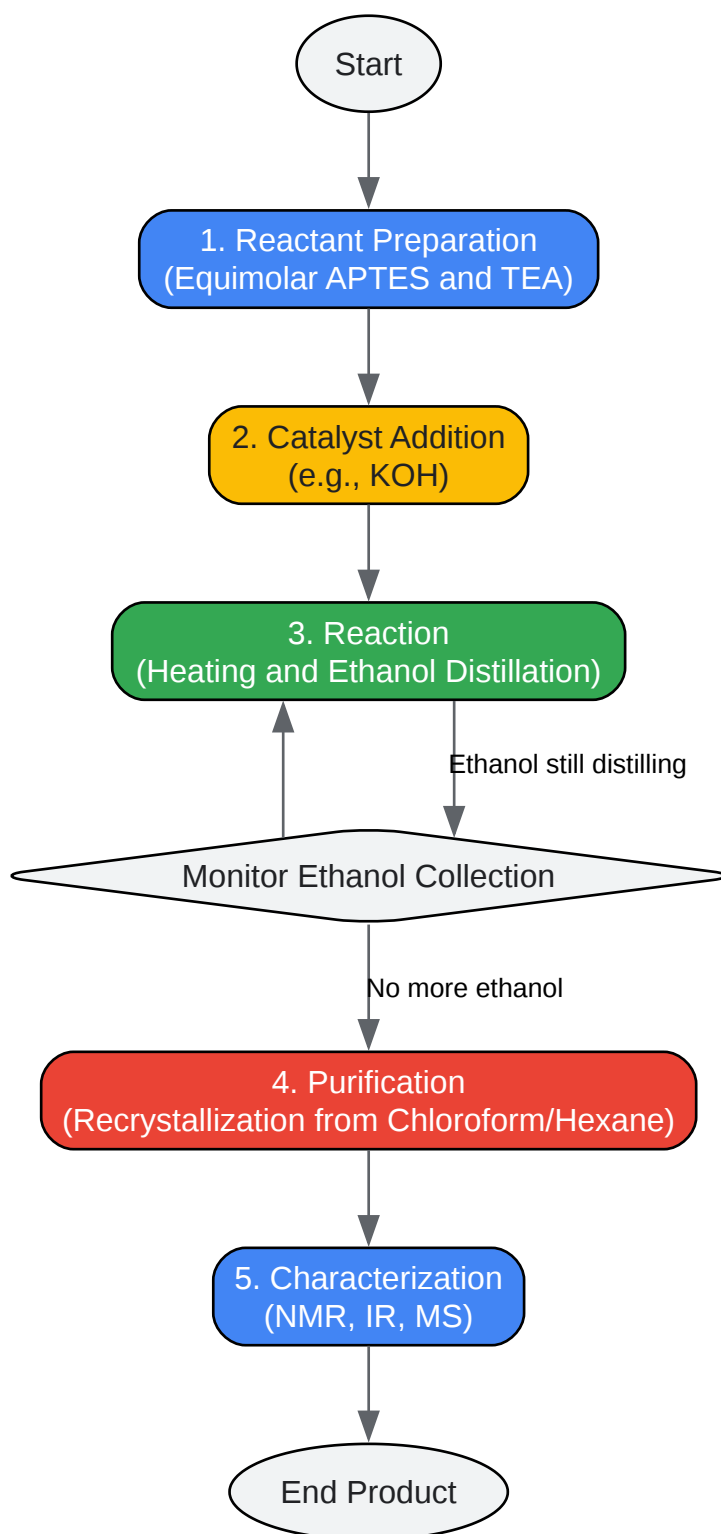 Start
1. Reactant Preparation
(Equimolar APTES and TEA)
2. Catalyst Addition
(e.g., KOH)
3. Reaction
(Heating and Ethanol Distillation)
Ethanol still distilling
Monitor Ethanol Collection
No more ethanol
4. Purification
(Recrystallization from Chloroform/Hexane)
5. Characterization
(NMR, IR, MS)
End Product